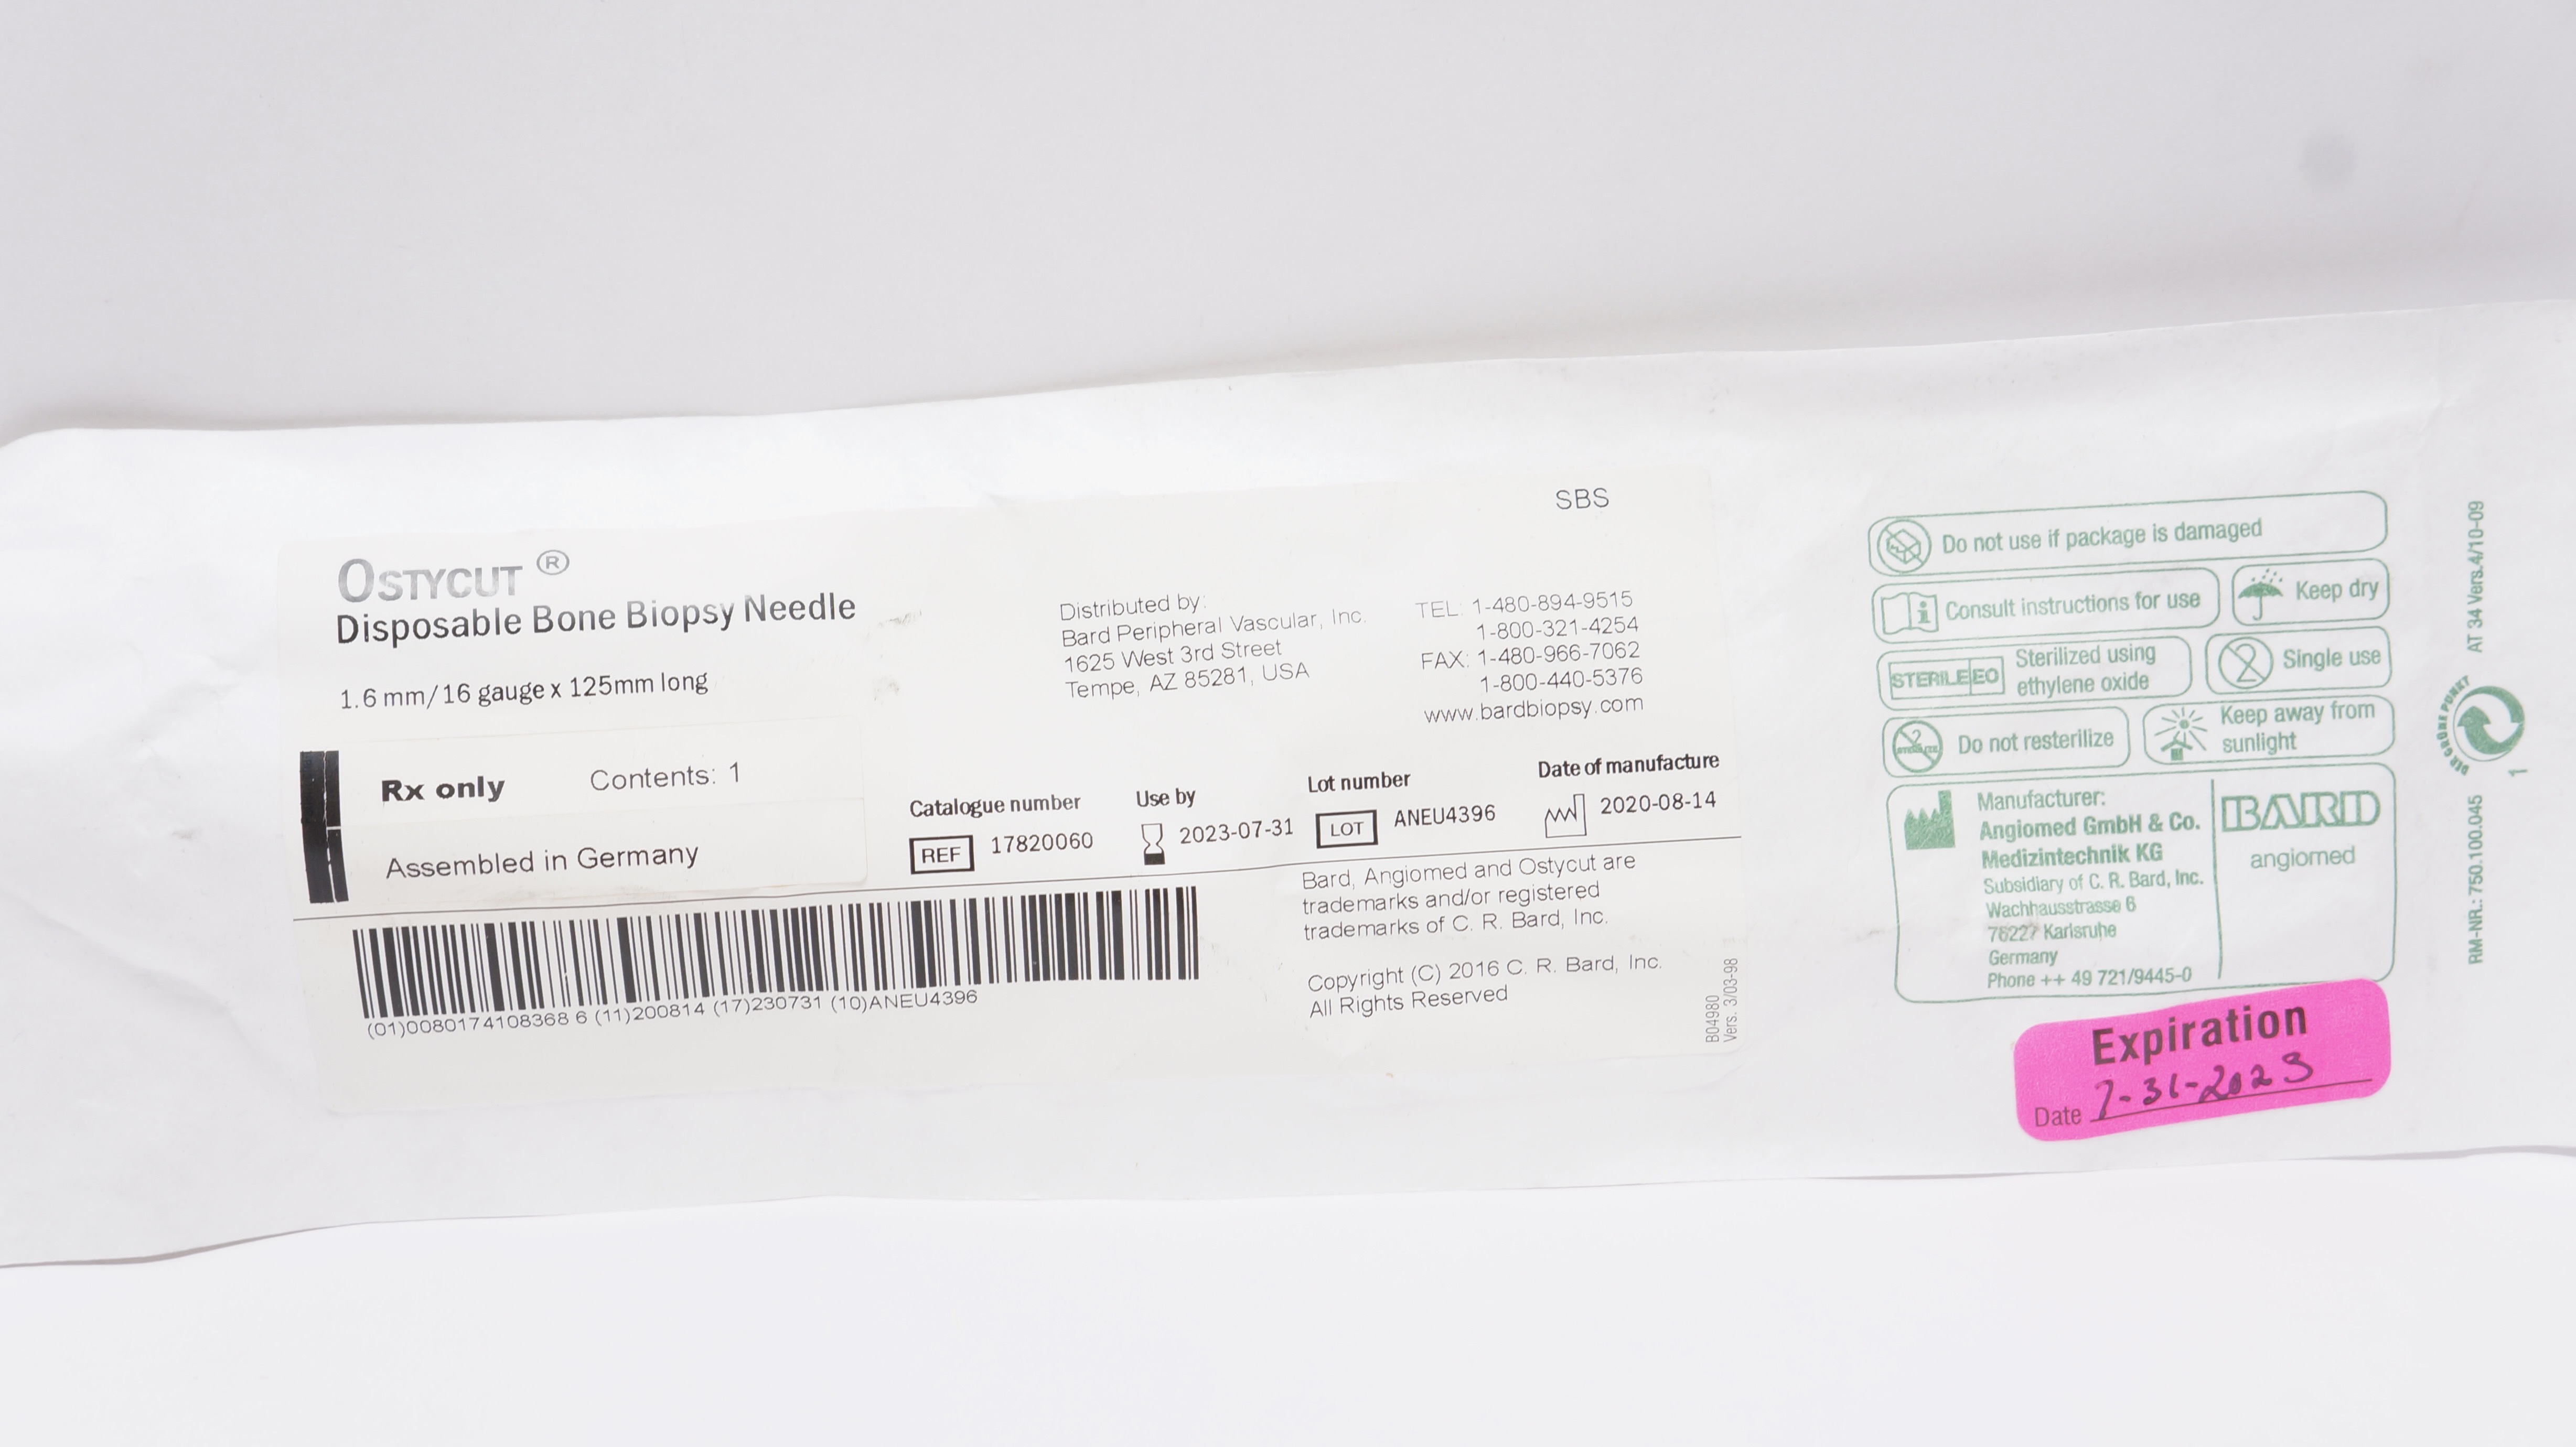 SBS
OSTYCUT ®
Disposable Bone Biopsy Needle
1.6 mm/16 gauge x 125mm long
Rx only
Contents: 1
Assembled in Germany
Distributed by:
Bard Peripheral Vascular, Inc.
1625 West 3rd Street
Tempe, AZ 85281, USA
TEL: 1-480-894-9515
1-800-321-4254
FAX: 1-480-966-7062
1-800-440-5376
www.bardbiopsy.com
Catalogue number
REF 17820060
Use by
2023-07-31
Lot number
LOT ANEU4396
Date of manufacture
2020-08-14
(01)0080174108368 6 (11)200814 (17)230731 (10)ANEU4396
Bard, Angiomed and Ostycut are
trademarks and/or registered
trademarks of C. R. Bard, Inc.
Copyright (C) 2016 C. R. Bard, Inc.
All Rights Reserved
B04980
Vers. 3/03-98
Do not use if package is damaged
Consult instructions for use
Keep dry
STERILE EO
Sterilized using
ethylene oxide
2
Single use
2
Do not resterilize
Keep away from
sunlight
Manufacturer:
Angiomed GmbH & Co.
Medizintechnik KG
Subsidiary of C. R. Bard, Inc.
Wachhausstrasse 6
76227 Karlsruhe
Germany
Phone ++ 49 721/9445-0
BARD
angiomed
AT 34 Vers.4/10-09
DER GRÜNE PUNKT
1
RM-NR.: 750.100.045
Expiration
Date 7-31-2023